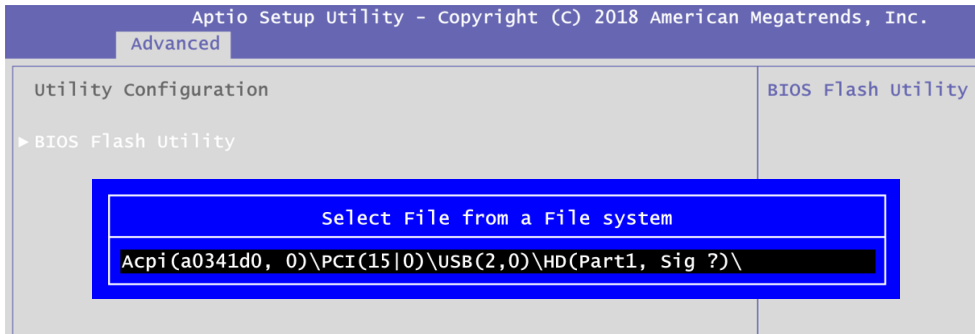 Aptio Setup Utility - Copyright (C) 2018 American Megatrends, Inc.
Advanced
Utility Configuration
BIOS Flash Utility
►BIOS Flash Utility
Select File from a File system
Acpi(a0341d0, 0)\PCI(15|0)\USB(2,0)\HD(Part1, Sig ?)\